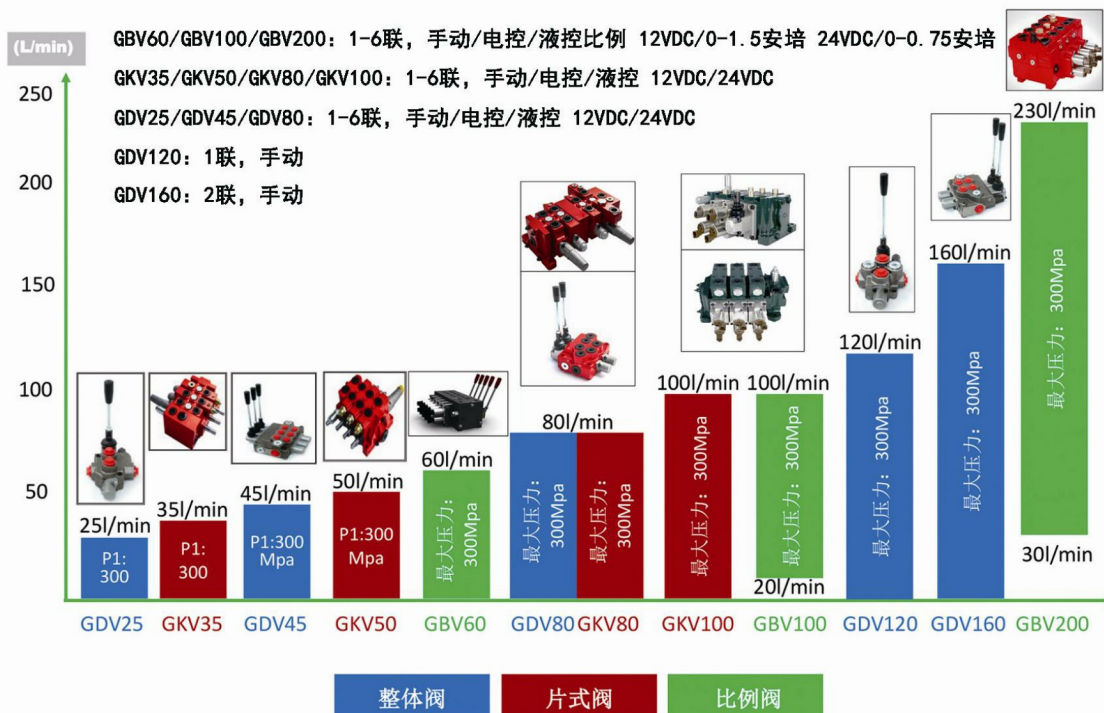 (L/min)
GBV60/GBV100/GBV200: 1-6联, 手动/电控/液控比例 12VDC/0-1.5安培 24VDC/0-0.75安培
GKV35/GKV50/GKV80/GKV100: 1-6联, 手动/电控/液控 12VDC/24VDC
GDV25/GDV45/GDV80: 1-6联, 手动/电控/液控 12VDC/24VDC
GDV120: 1联, 手动
GDV160: 2联, 手动
250
200
150
100
50
25l/min
P1:
300
35l/min
P1:
300
45l/min
P1:300
Mpa
50l/min
P1:300
Mpa
60l/min
最大压力:
300Mpa
80l/min
最大压力:
300Mpa
最大压力:
300Mpa
100l/min
最大压力: 300Mpa
100l/min
最大压力: 300Mpa
20l/min
120l/min
最大压力: 300Mpa
160l/min
最大压力: 300Mpa
230l/min
最大压力: 300Mpa
30l/min
GDV25 GKV35 GDV45 GKV50 GBV60 GDV80 GKV80 GKV100 GBV100 GDV120 GDV160 GBV200
整体阀 片式阀 比例阀